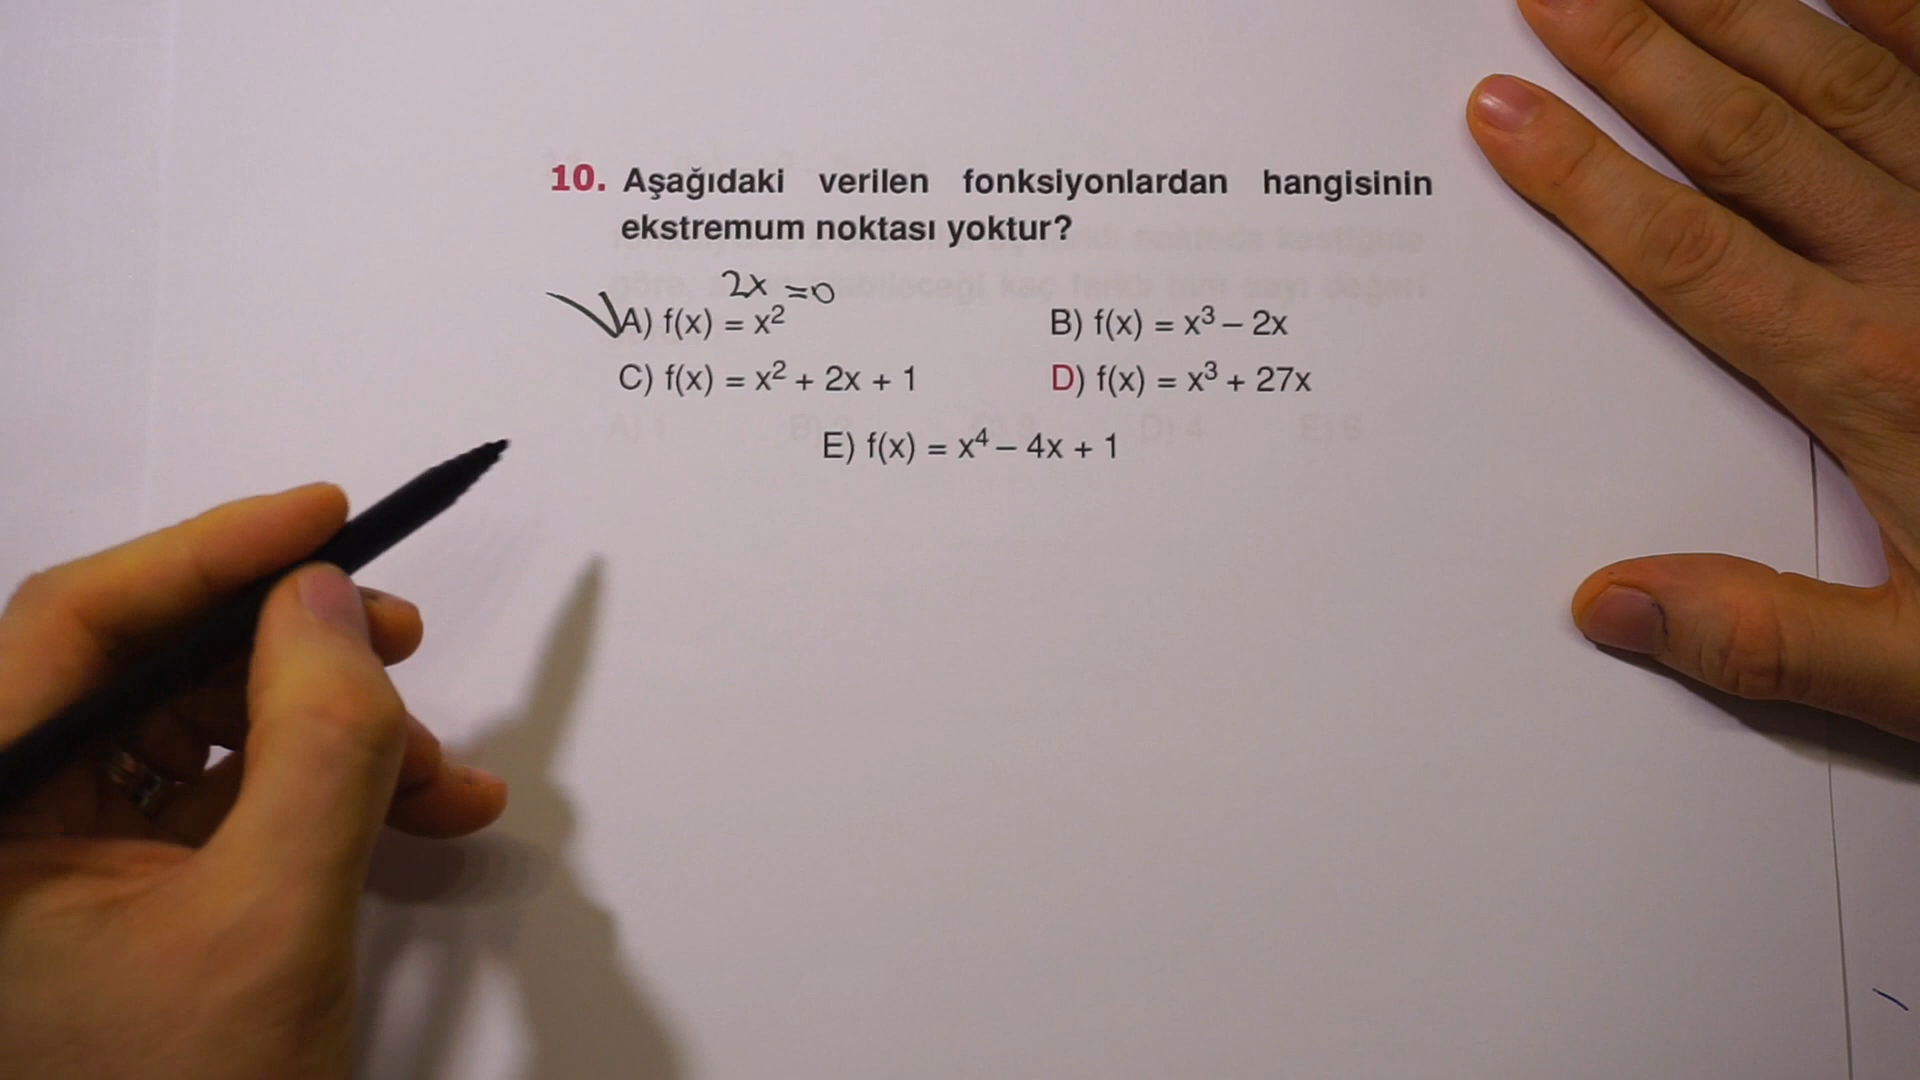 10. Aşağıdaki verilen fonksiyonlardan hangisinin
ekstremum noktası yoktur?
2x =0
A) f(x) = x² B) f(x) = x³ – 2x
C) f(x) = x² + 2x + 1 D) f(x) = x³ + 27x
E) f(x) = x⁴ – 4x + 1